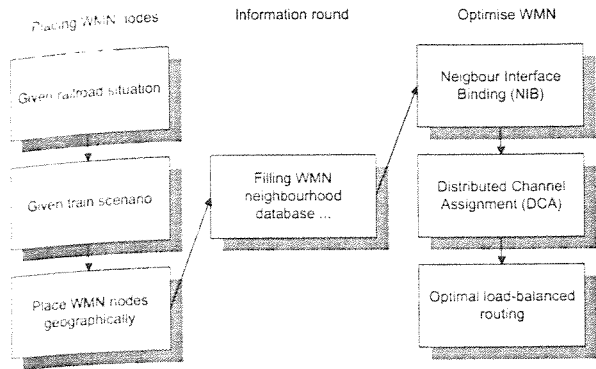 Placing WMN nodes
Information round
Optimise WMN
Given railroad situation
Given train scenario
Place WMN nodes
geographically
Filling WMN
neighbourhood
database ...
Neigbour Interface
Binding (NIB)
Distributed Channel
Assignment (DCA)
Optimal load-balanced
routing